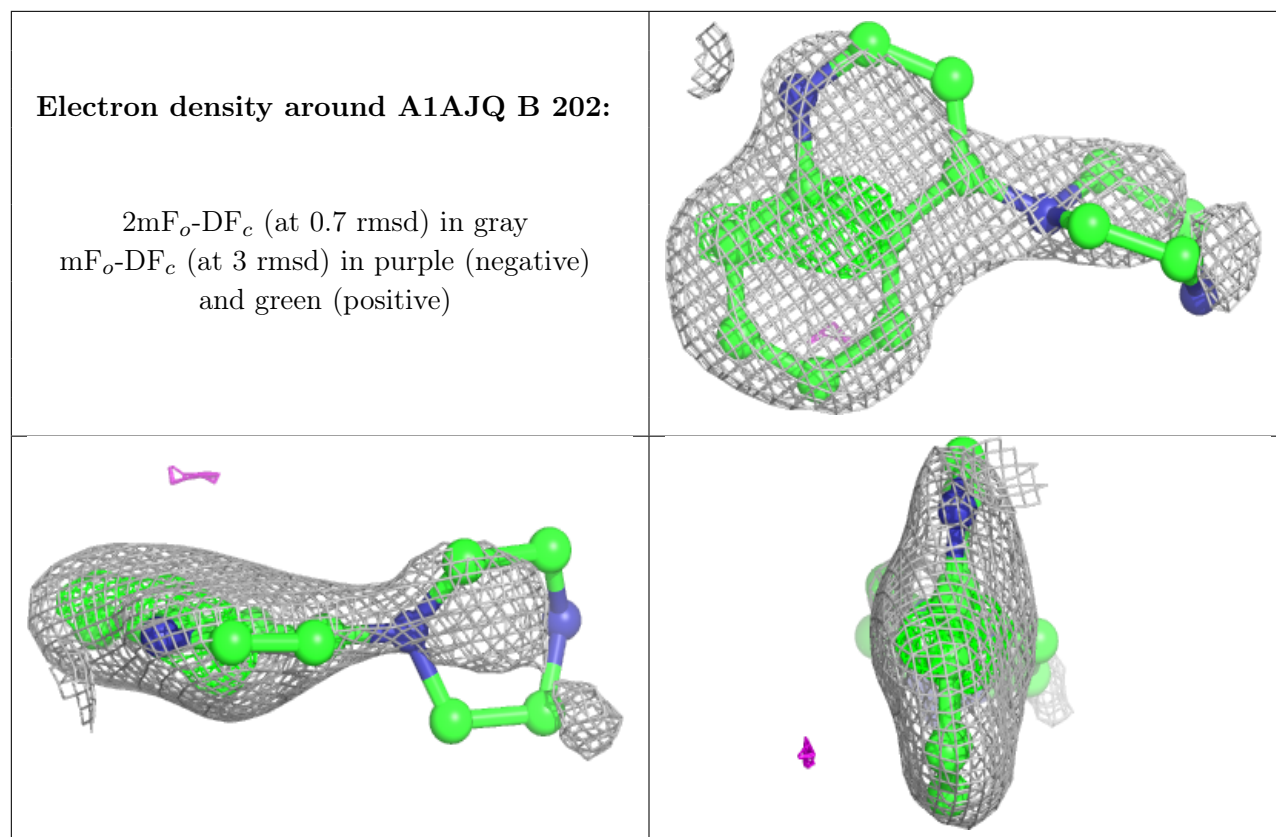 Electron density around A1AJQ B 202:
2mFₒ-DF𝒸 (at 0.7 rmsd) in gray
mFₒ-DF𝒸 (at 3 rmsd) in purple (negative)
and green (positive)